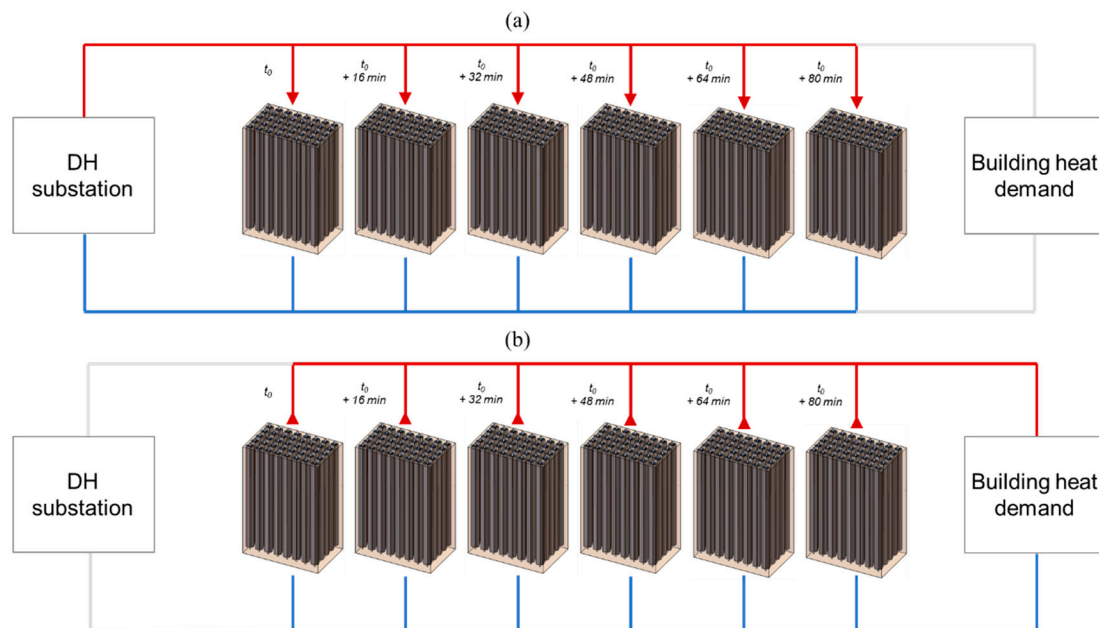 (a)
t0
t0
+ 16 min
t0
+ 32 min
t0
+ 48 min
t0
+ 64 min
t0
+ 80 min
DH
substation
Building heat
demand
(b)
t0
t0
+ 16 min
t0
+ 32 min
t0
+ 48 min
t0
+ 64 min
t0
+ 80 min
DH
substation
Building heat
demand